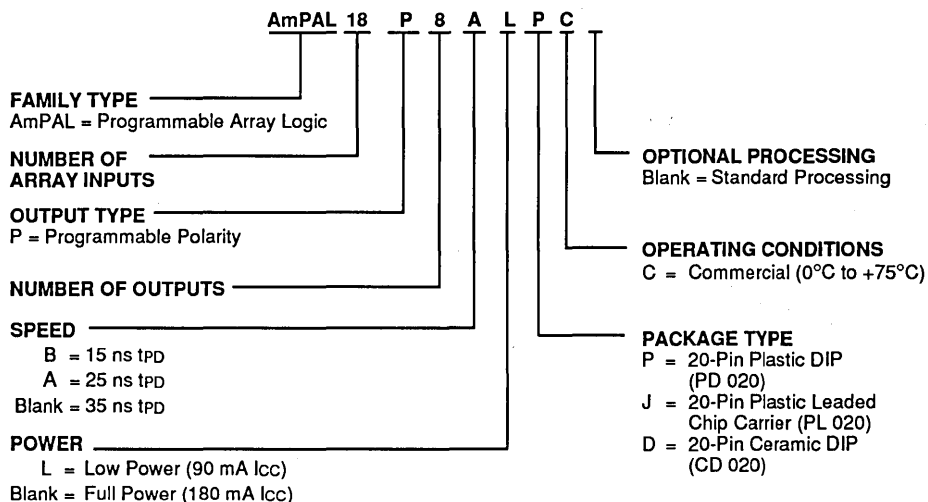 AmPAL 18 P 8 A L P C
FAMILY TYPE
AmPAL = Programmable Array Logic
NUMBER OF
ARRAY INPUTS
OUTPUT TYPE
P = Programmable Polarity
NUMBER OF OUTPUTS
SPEED
B = 15 ns tPD
A = 25 ns tPD
Blank = 35 ns tPD
POWER
L = Low Power (90 mA ICC)
Blank = Full Power (180 mA ICC)
OPTIONAL PROCESSING
Blank = Standard Processing
OPERATING CONDITIONS
C = Commercial (0°C to +75°C)
PACKAGE TYPE
P = 20-Pin Plastic DIP
(PD 020)
J = 20-Pin Plastic Leaded
Chip Carrier (PL 020)
D = 20-Pin Ceramic DIP
(CD 020)